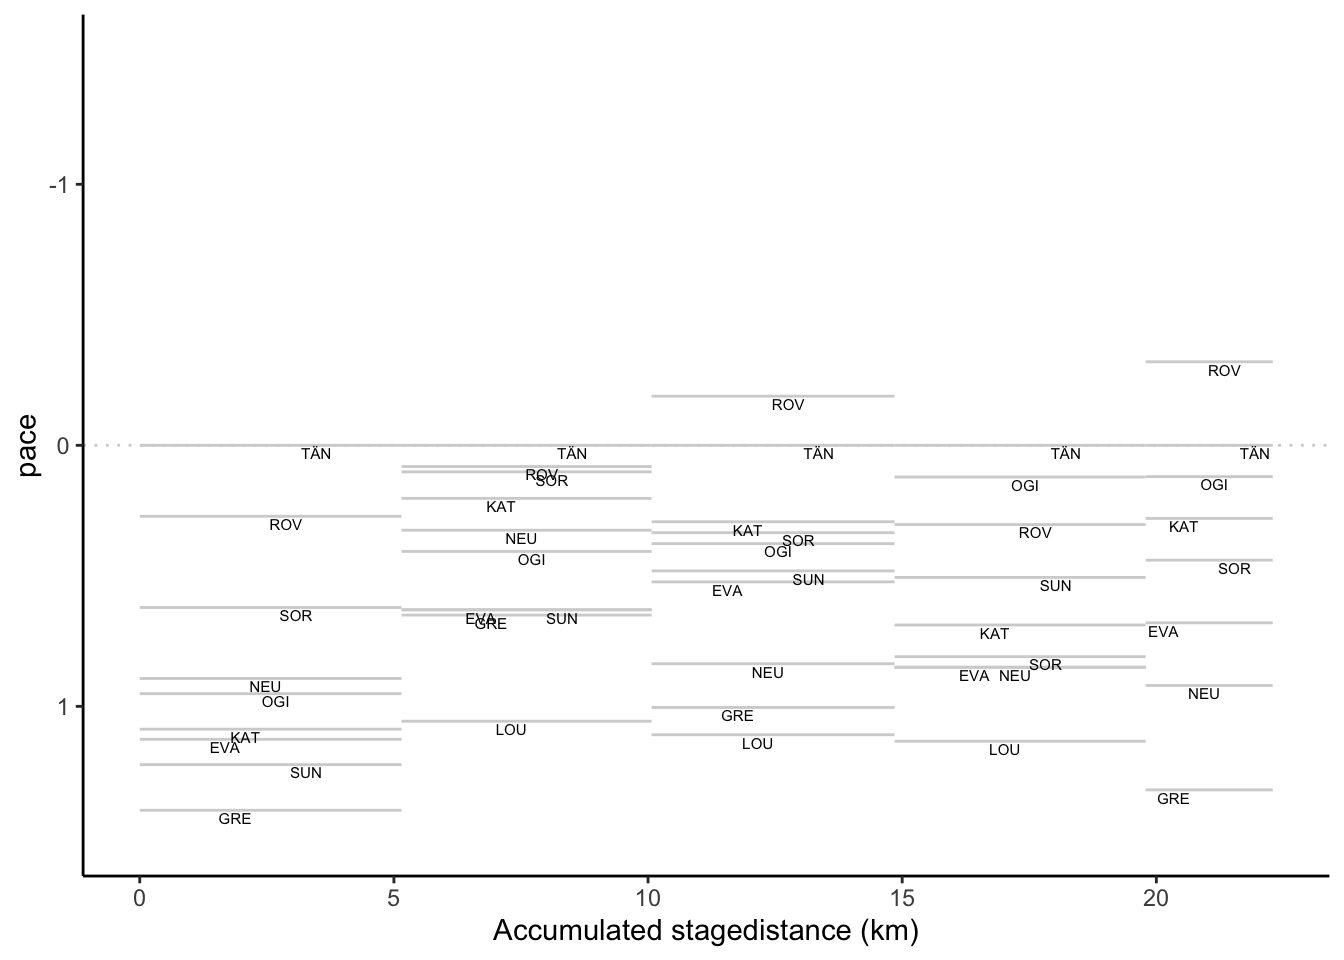 -1
ROV
ROV
0
TÄN
TÄN
TÄN
TÄN
TÄN
ROV
SOR
OGI
OGI
KAT
ROV
KAT
NEU
KAT
ROV
SOR
OGI
OGI
SOR
SUN
SUN
EVA
SOR
EVA
GRE
SUN
KAT
EVA
SOR
NEU
EVA
NEU
NEU
NEU
OGI
GRE
1
LOU
KAT
EVA
LOU
LOU
SUN
GRE
GRE
pace
0
5
10
15
20
Accumulated stagedistance (km)